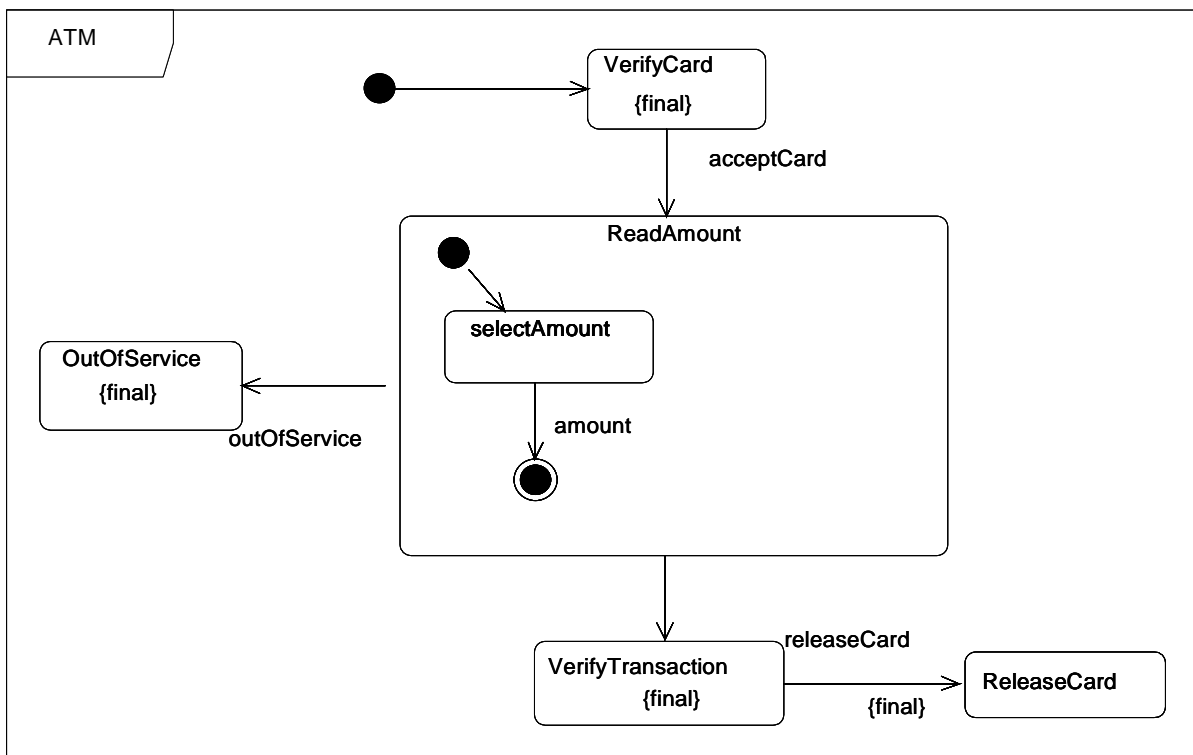 ATM
VerifyCard
{final}
acceptCard
ReadAmount
selectAmount
OutOfService
{final}
amount
outOfService
releaseCard
VerifyTransaction
{final}
ReleaseCard
{final}